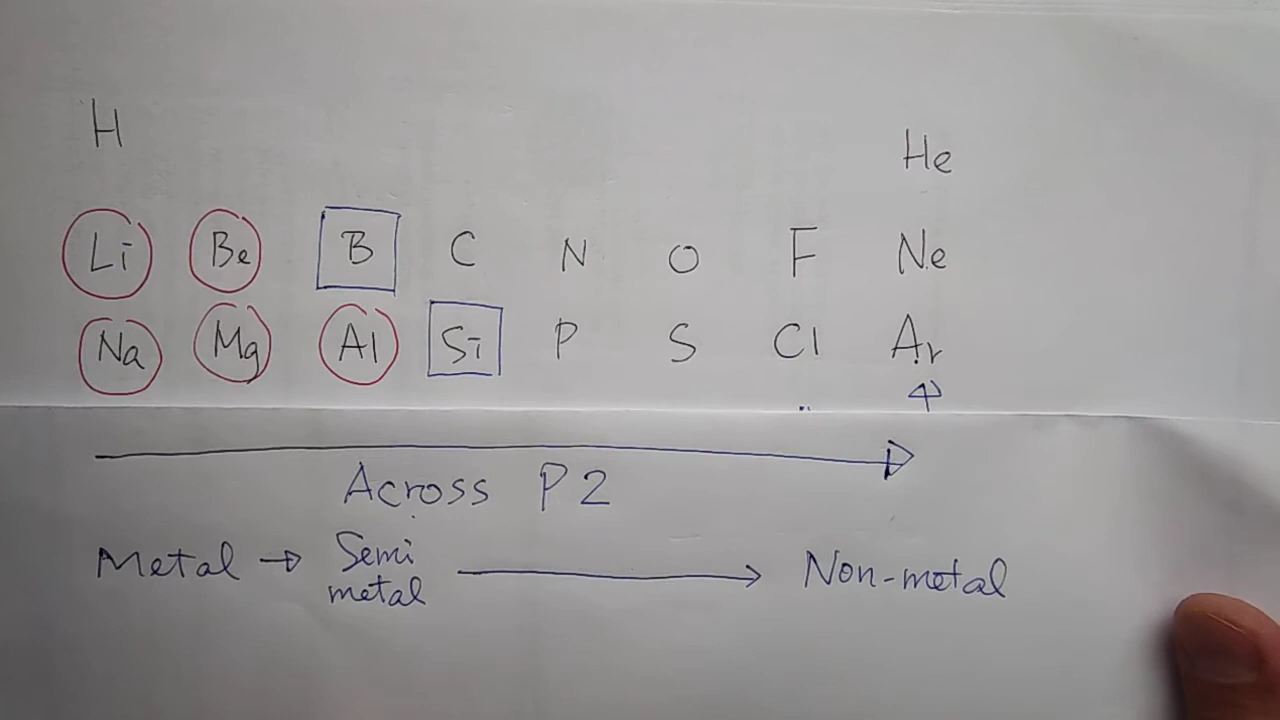 H He
Li Be B C N O F Ne
Na Mg Al Si P S Cl Ar
Across P2
Metal → Semi metal → Non-metal